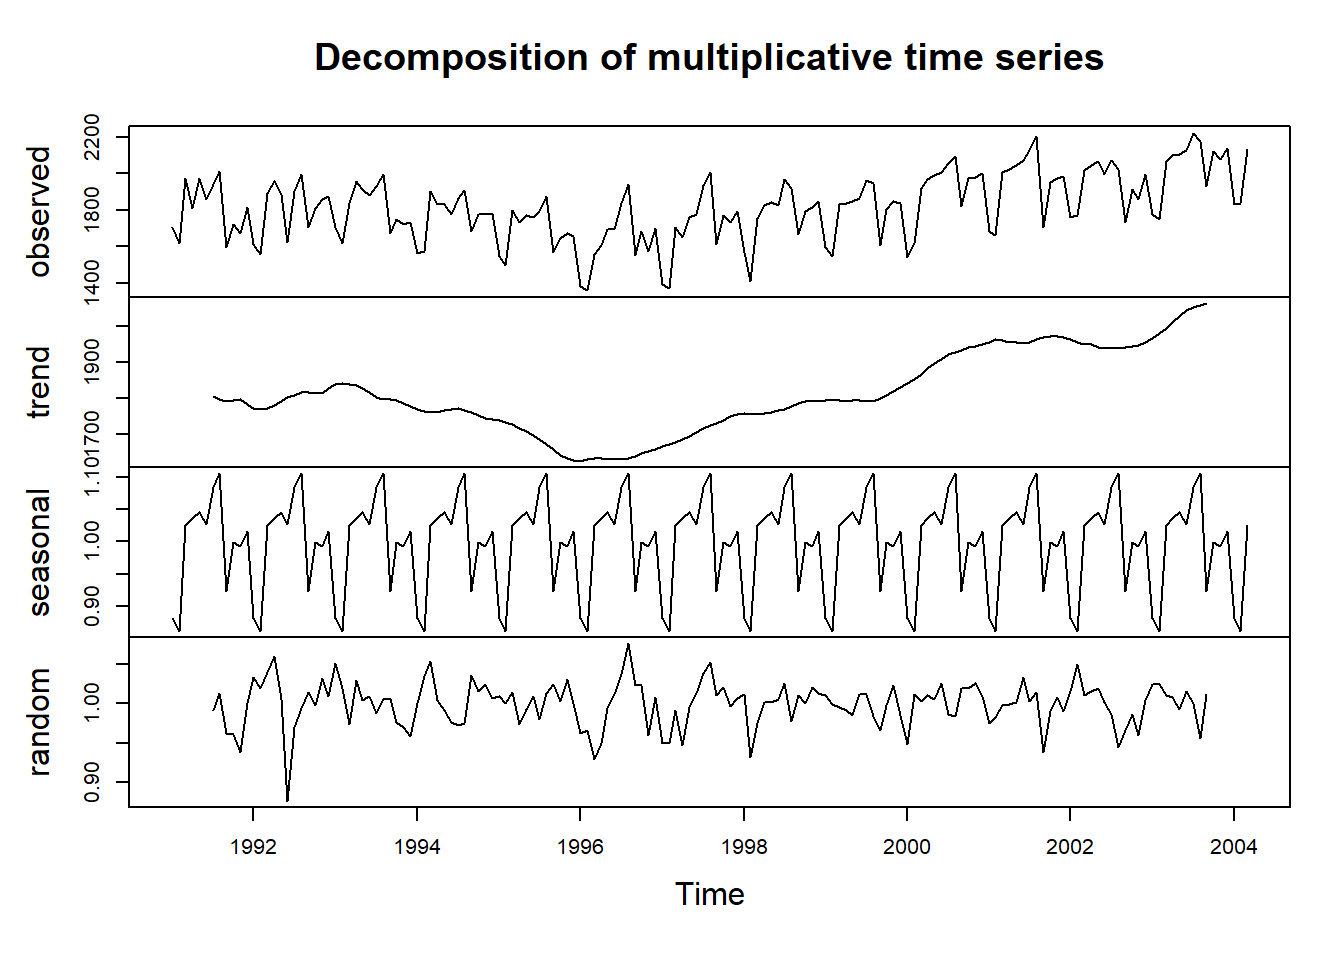 Decomposition of multiplicative time series
observed
1400 1800 2200
trend
1700 1900
seasonal
0.90 1.00 1.10
random
0.90 1.00
1992 1994 1996 1998 2000 2002 2004
Time